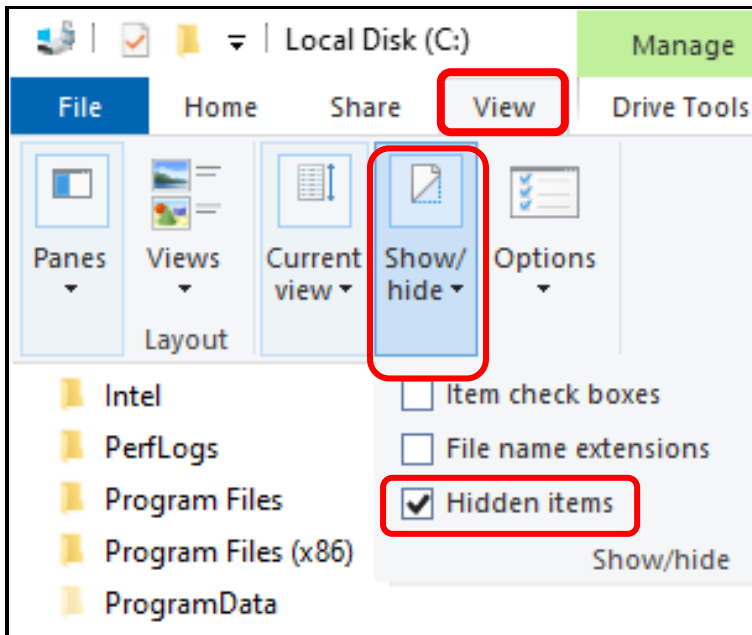 Local Disk (C:)
Manage
File Home Share View Drive Tools
Panes Views Current view Show/ hide Options
Layout
Intel
PerfLogs
Program Files
Program Files (x86)
ProgramData
Item check boxes
File name extensions
Hidden items
Show/hide